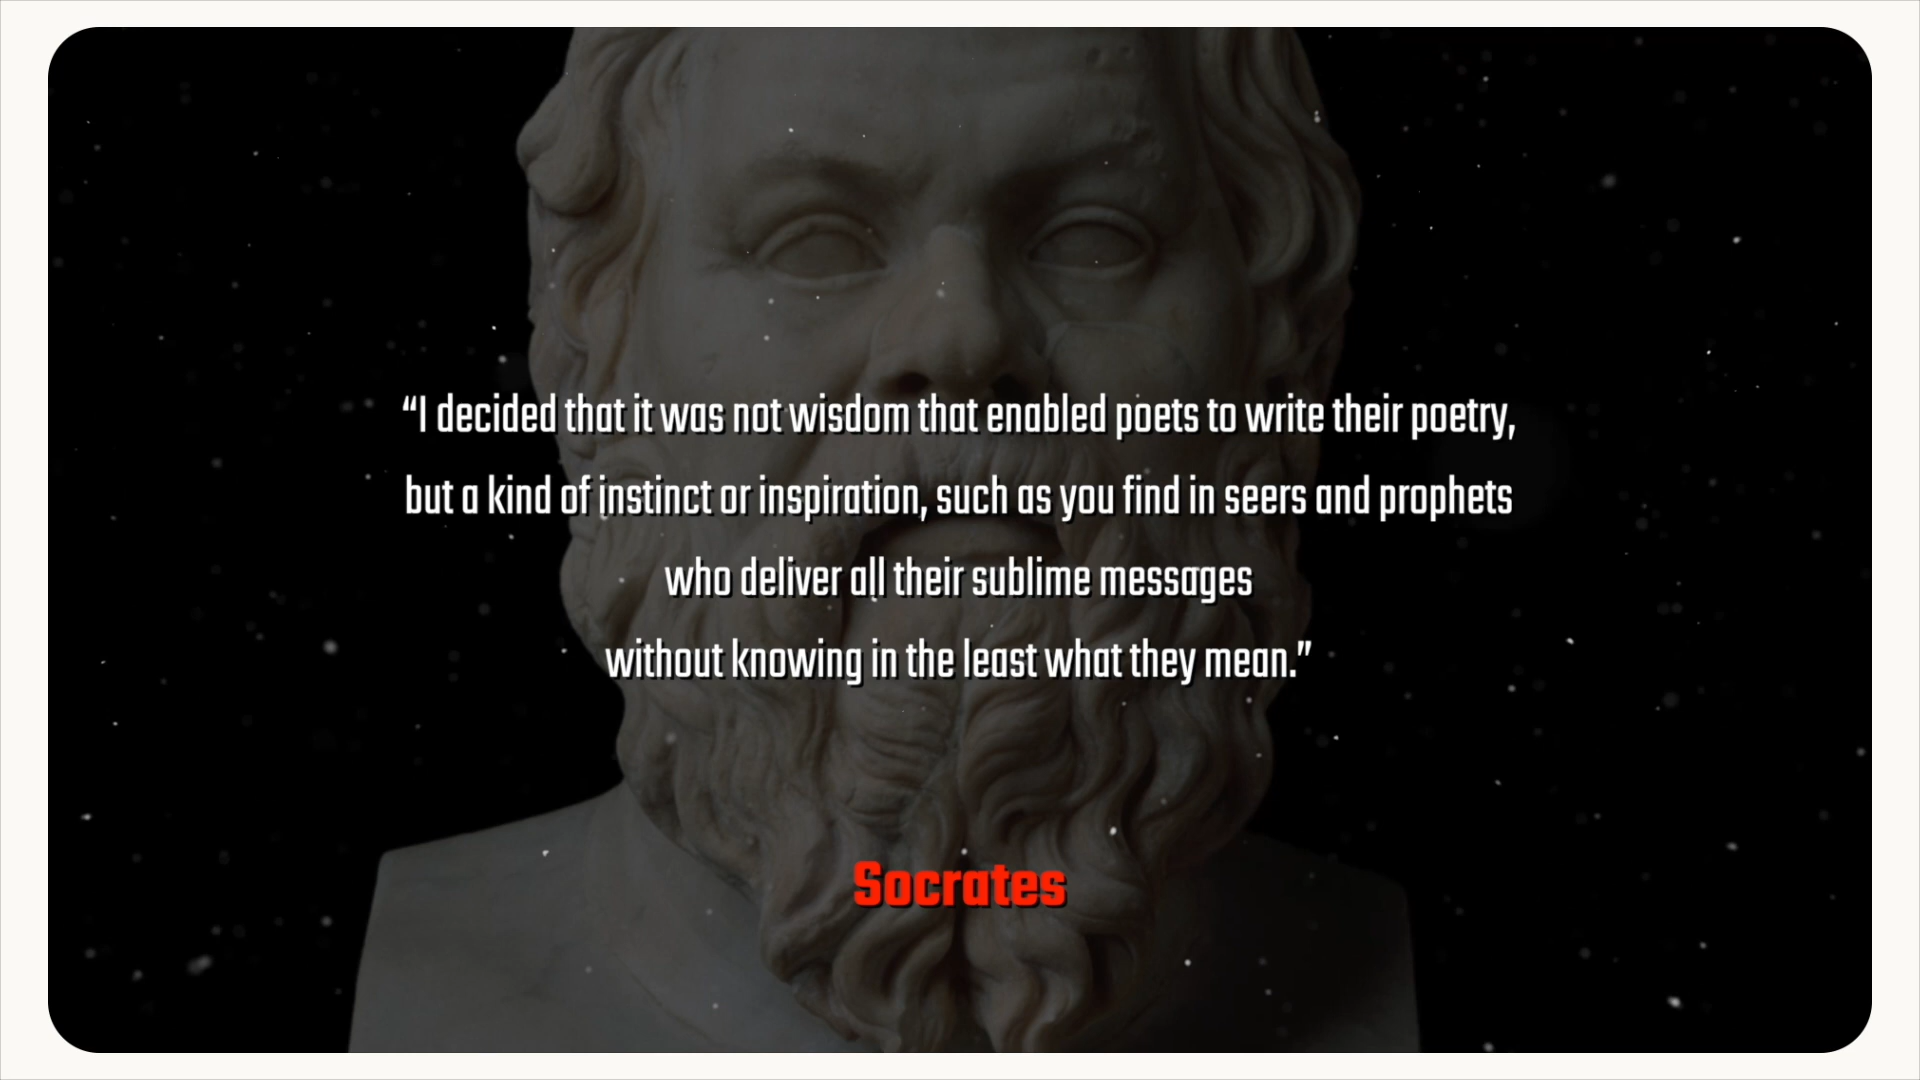 “I decided that it was not wisdom that enabled poets to write their poetry,
but a kind of instinct or inspiration, such as you find in seers and prophets
who deliver all their sublime messages
without knowing in the least what they mean.”
Socrates